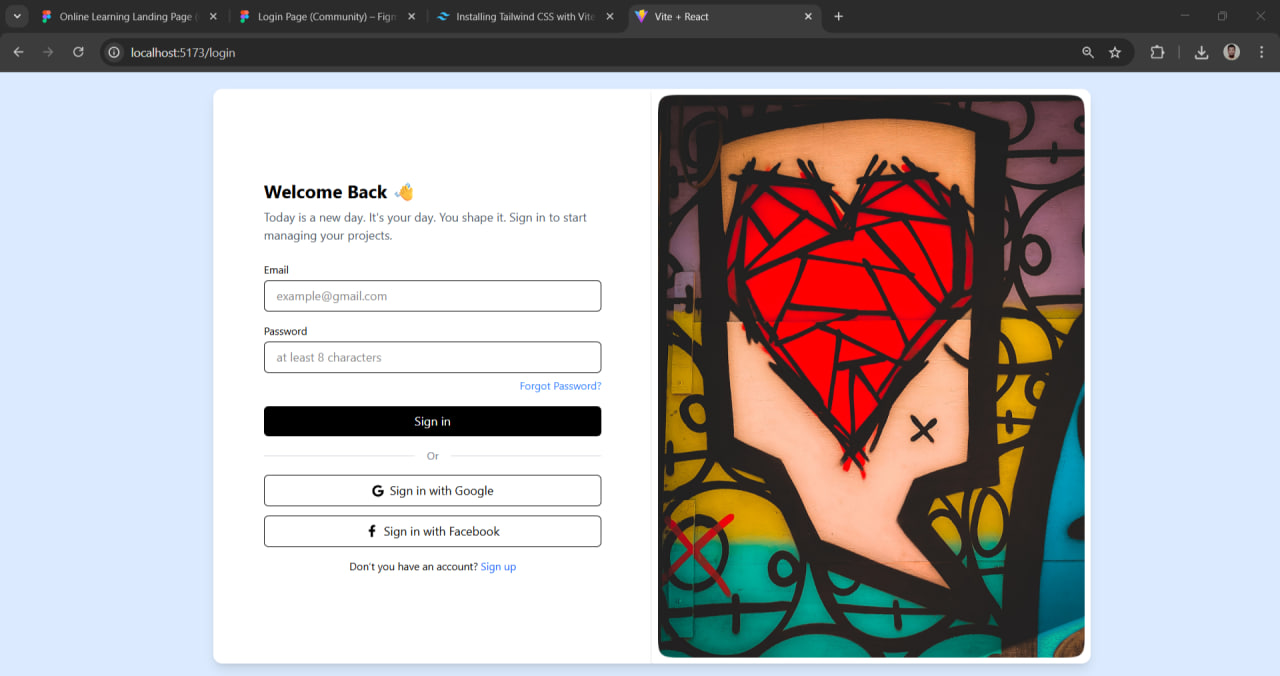 Online Learning Landing Page
Login Page (Community) – Figm
Installing Tailwind CSS with Vite
Vite + React
localhost:5173/login
Welcome Back 👋
Today is a new day. It's your day. You shape it. Sign in to start
managing your projects.
Email
example@gmail.com
Password
at least 8 characters
Forgot Password?
Sign in
Or
Sign in with Google
Sign in with Facebook
Don't you have an account? Sign up